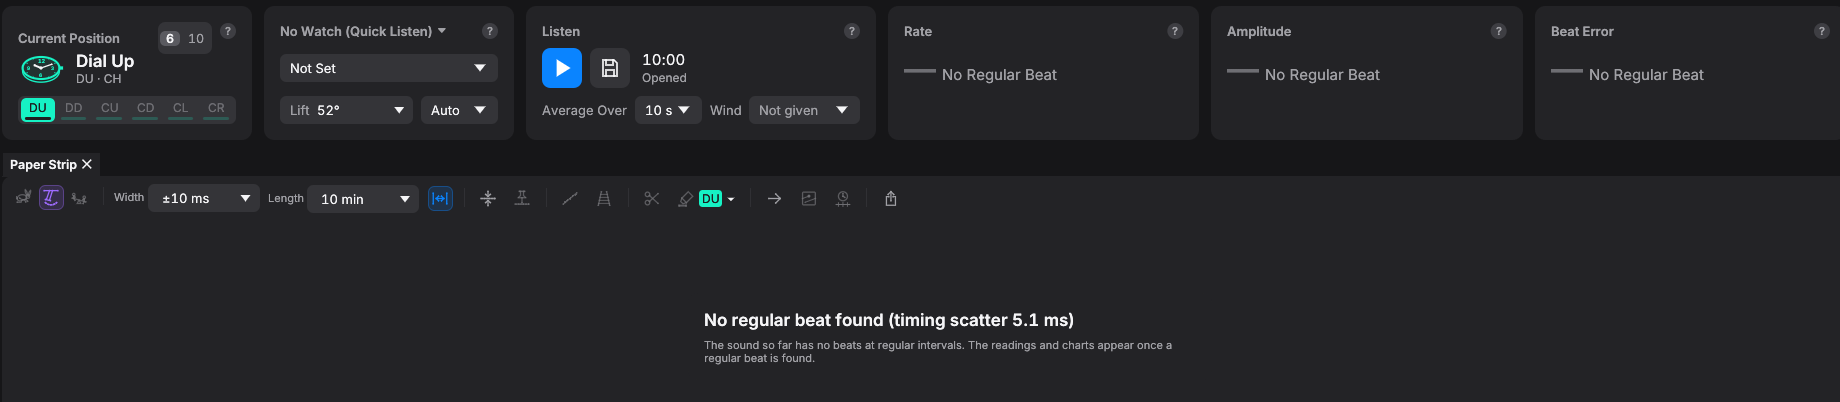 Current Position
6 10
?
Dial Up
DU · CH
DU DD CU CD CL CR
No Watch (Quick Listen)
?
Not Set
Lift 52°
Auto
Listen
?
10:00
Opened
Average Over 10 s Wind Not given
Rate
?
No Regular Beat
Amplitude
?
No Regular Beat
Beat Error
?
No Regular Beat
Paper Strip
Width ±10 ms Length 10 min DU
No regular beat found (timing scatter 5.1 ms)
The sound so far has no beats at regular intervals. The readings and charts appear once a
regular beat is found.